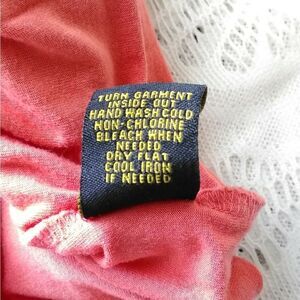 TURN GARMENT
INSIDE OUT
HAND WASH COLD
NON-CHLORINE
BLEACH WHEN
NEEDED
DRY FLAT
COOL IRON
IF NEEDED